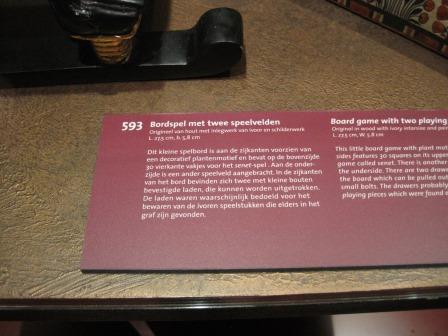 593 Bordspel met twee speelvelden
Origineel van hout met inlegwerk van ivoor en schilderwerk
L. 27,5 cm, b. 5,8 cm
Dit kleine spelbord is aan de zijkanten voorzien van
een decoratief plantenmotief en bevat op de bovenzijde
30 vierkante vakjes voor het senet-spel. Aan de onder-
zijde is een ander speelveld aangebracht. In de zijkanten
van het bord bevinden zich twee met kleine bouten
bevestigde laden, die kunnen worden uitgetrokken.
De laden waren waarschijnlijk bedoeld voor het
bewaren van de ivoren speelstukken die elders in het
graf zijn gevonden.
Board game with two playing
Original in wood with ivory intarsias and
L. 27,5 cm, W. 5,8 cm
This little board game with plant
sides features 30 squares on its
game called senet. There is another
the underside. There are two
the board which can be pulled out
small bolts. The drawers probably
playing pieces which were found